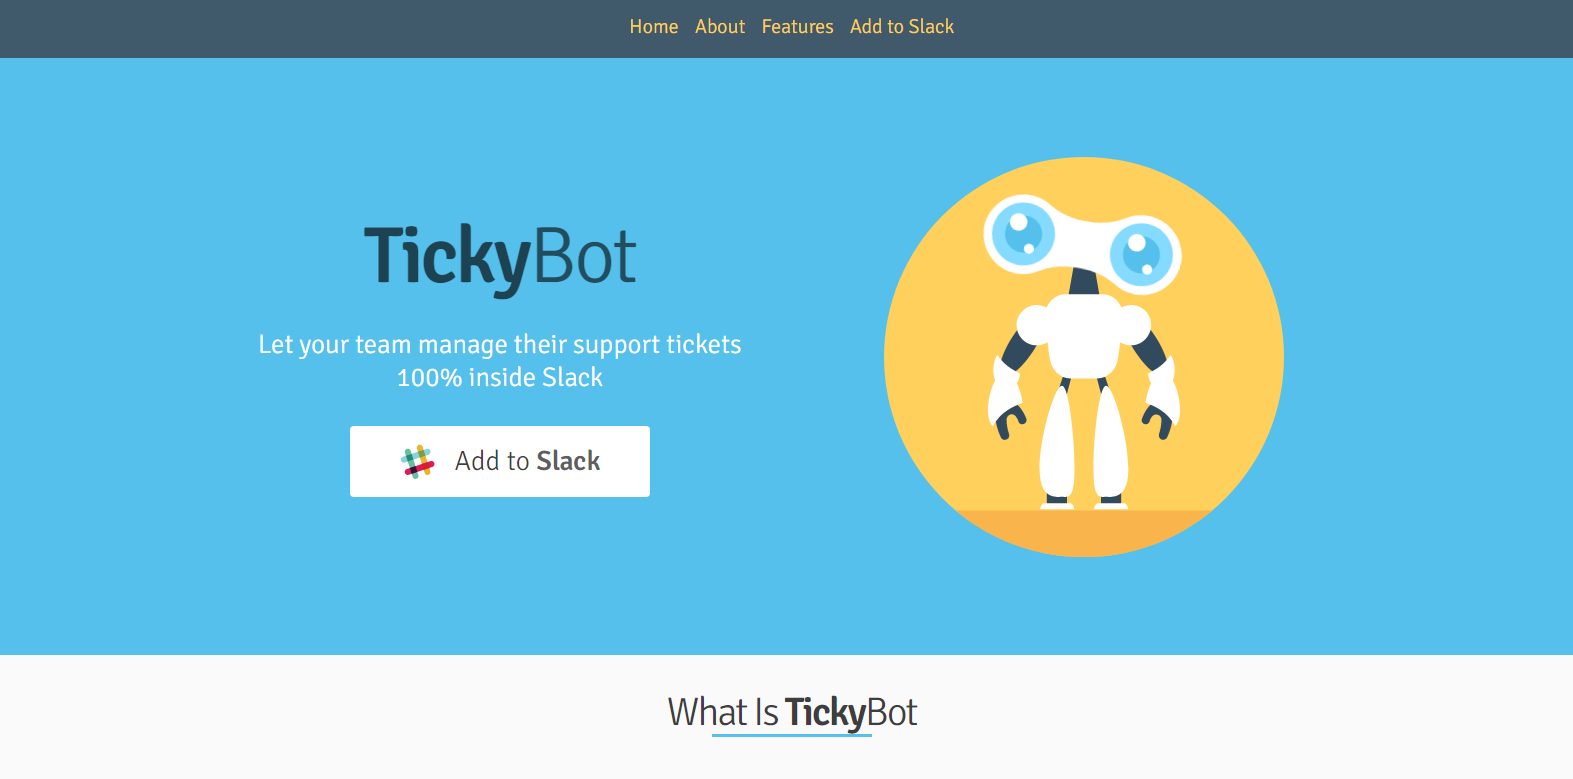 Home About Features Add to Slack
TickyBot
Let your team manage their support tickets
100% inside Slack
Add to Slack
What Is TickyBot